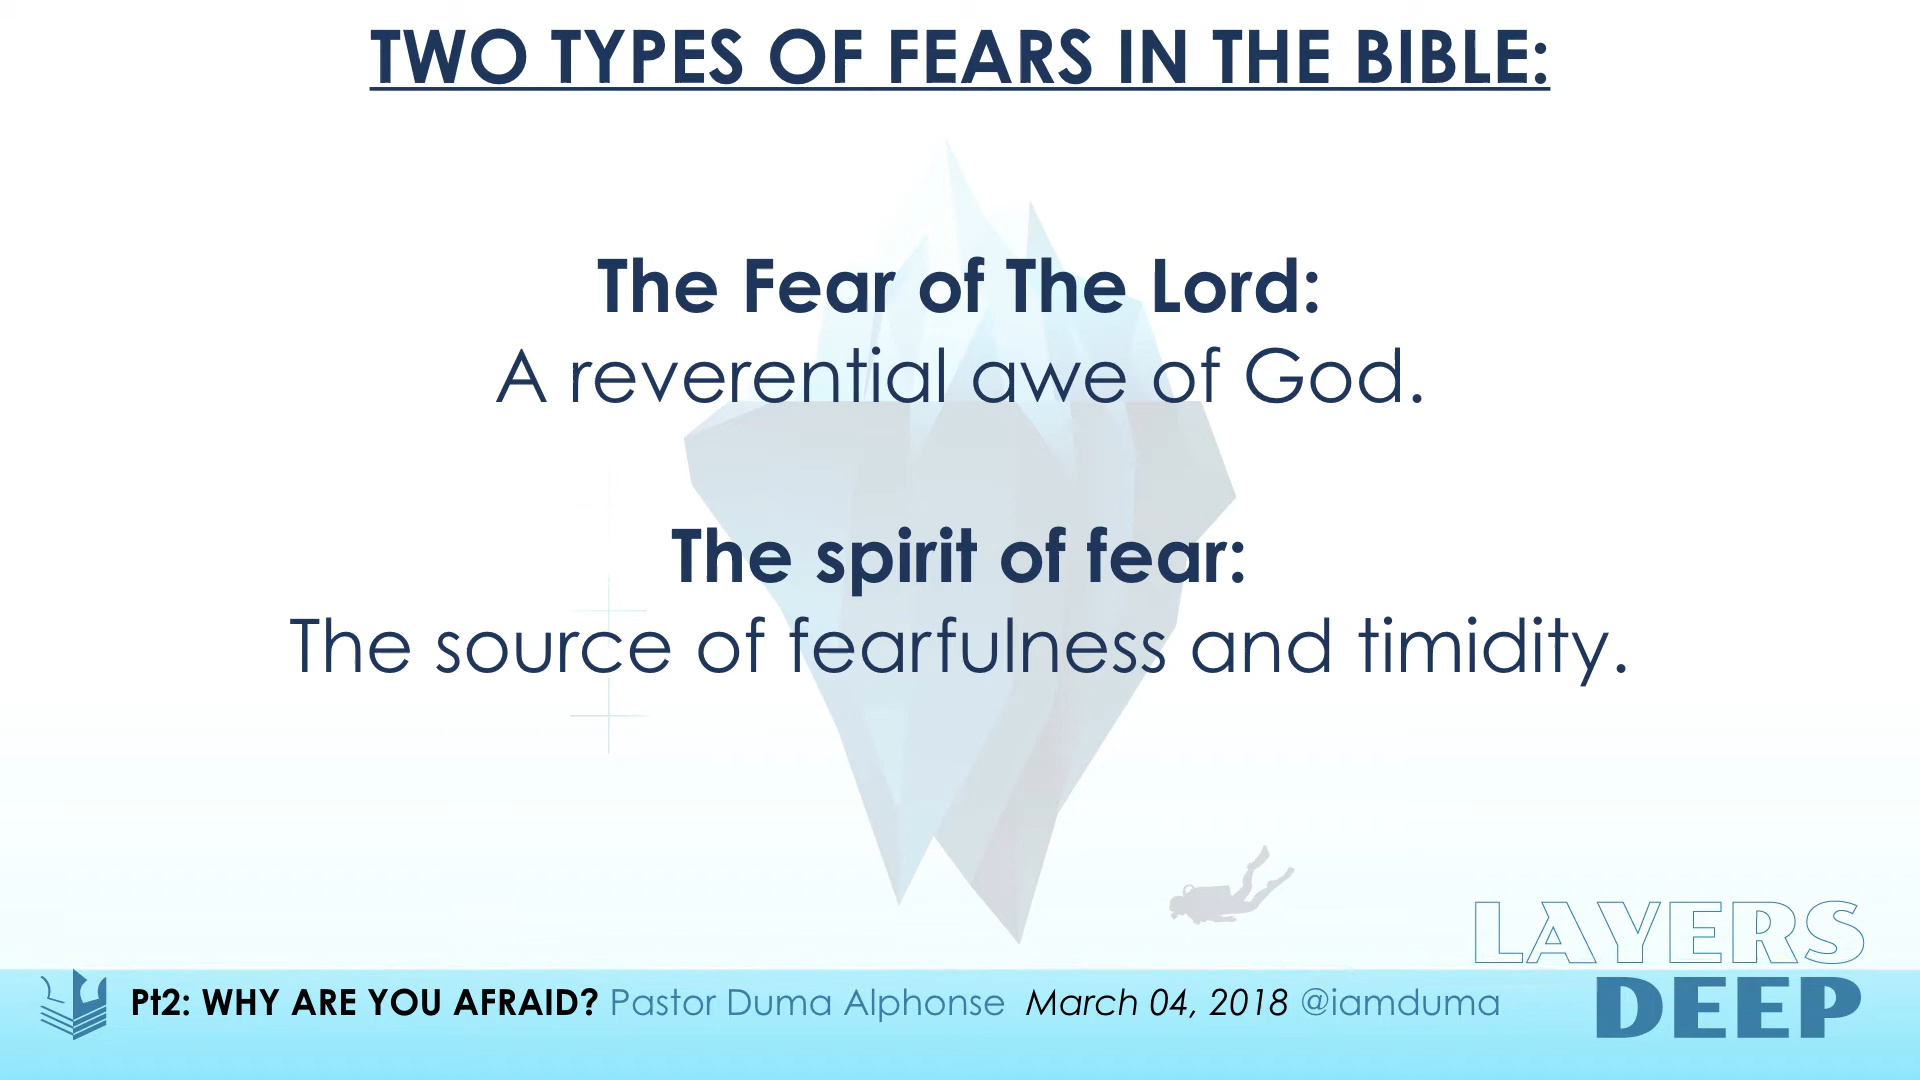 TWO TYPES OF FEARS IN THE BIBLE:
The Fear of The Lord:
A reverential awe of God.
The spirit of fear:
The source of fearfulness and timidity.
LAYERS
DEEP
Pt2: WHY ARE YOU AFRAID? Pastor Duma Alphonse March 04, 2018 @iamduma